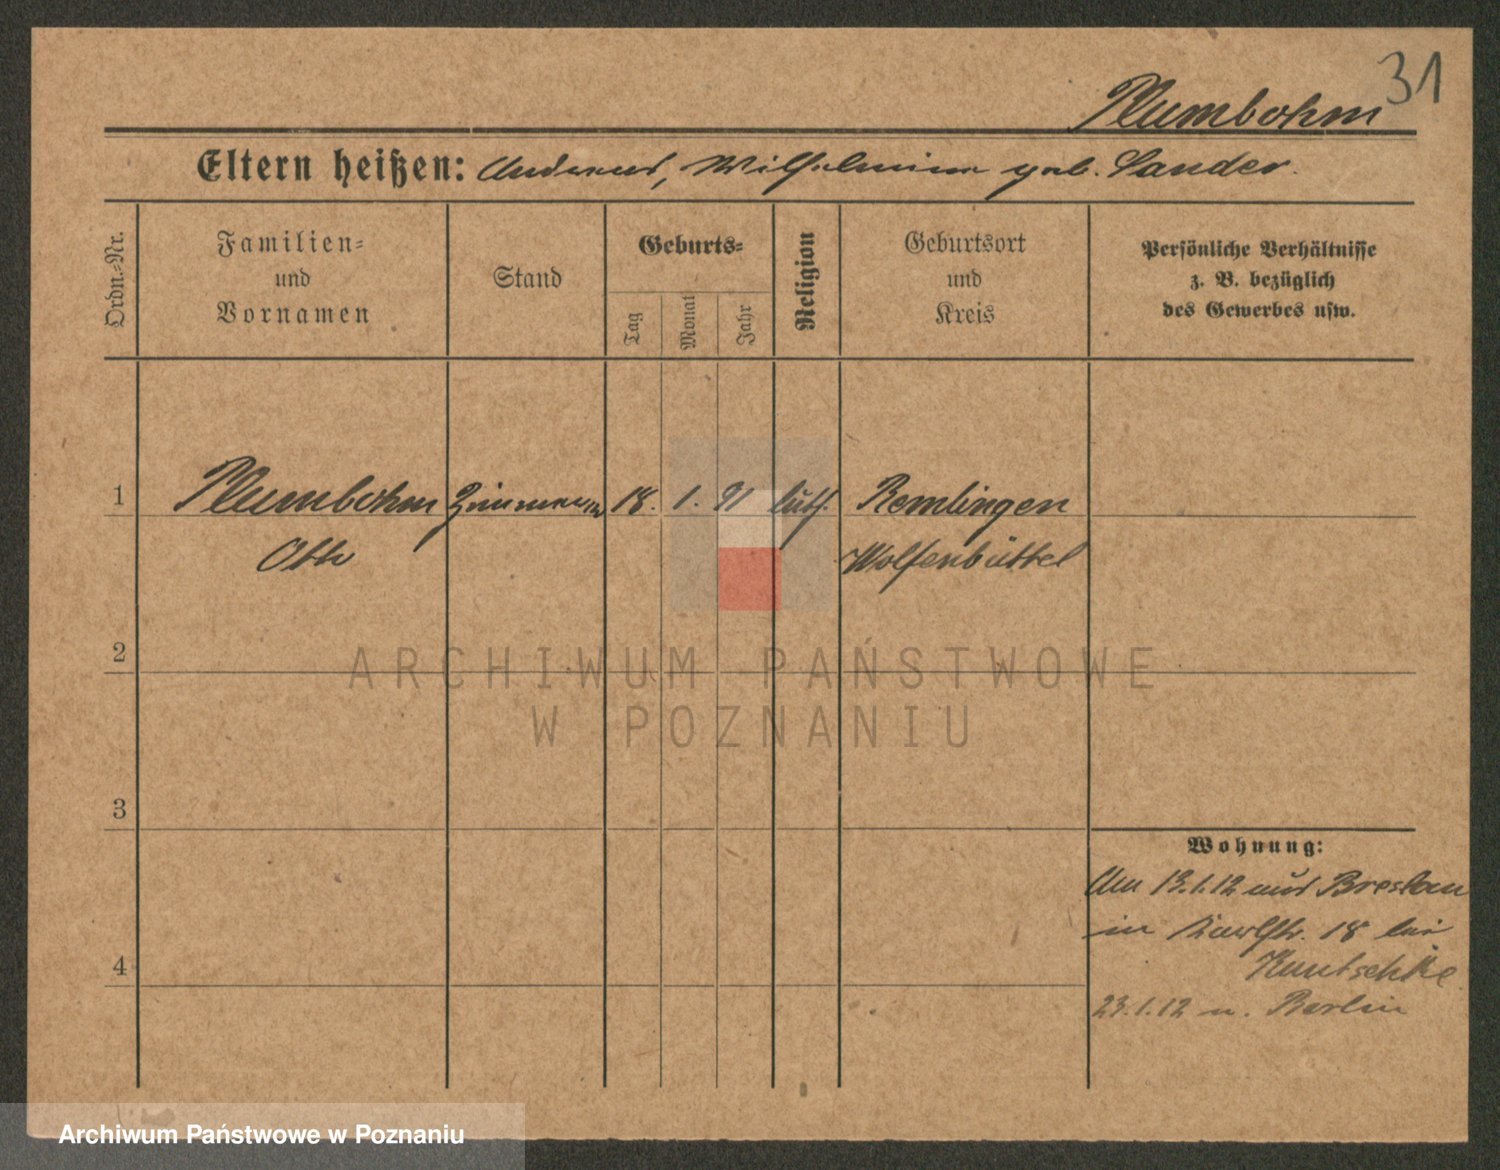 31
Plumbohm
Eltern heißen: Andreas, Wilhelmine geb. Sander.
Ordn.-Nr.
Familien-
und
Vornamen
Stand
Geburts-
Tag
Monat
Jahr
Religion
Geburtsort
und
Kreis
Persönliche Verhältnisse
z. B. bezüglich
des Gewerbes usw.
1 Plumbohm 18. 1. 91 luth. Remlingen
Otto Wolfenbüttel
2
3
4
Wohnung:
Am 13.1.12 aus Breslau
in 18 bei
Kuntschke
23.1.12 n. Berlin
ARCHIWUM PAŃSTWOWE
W POZNANIU
Archiwum Państwowe w Poznaniu